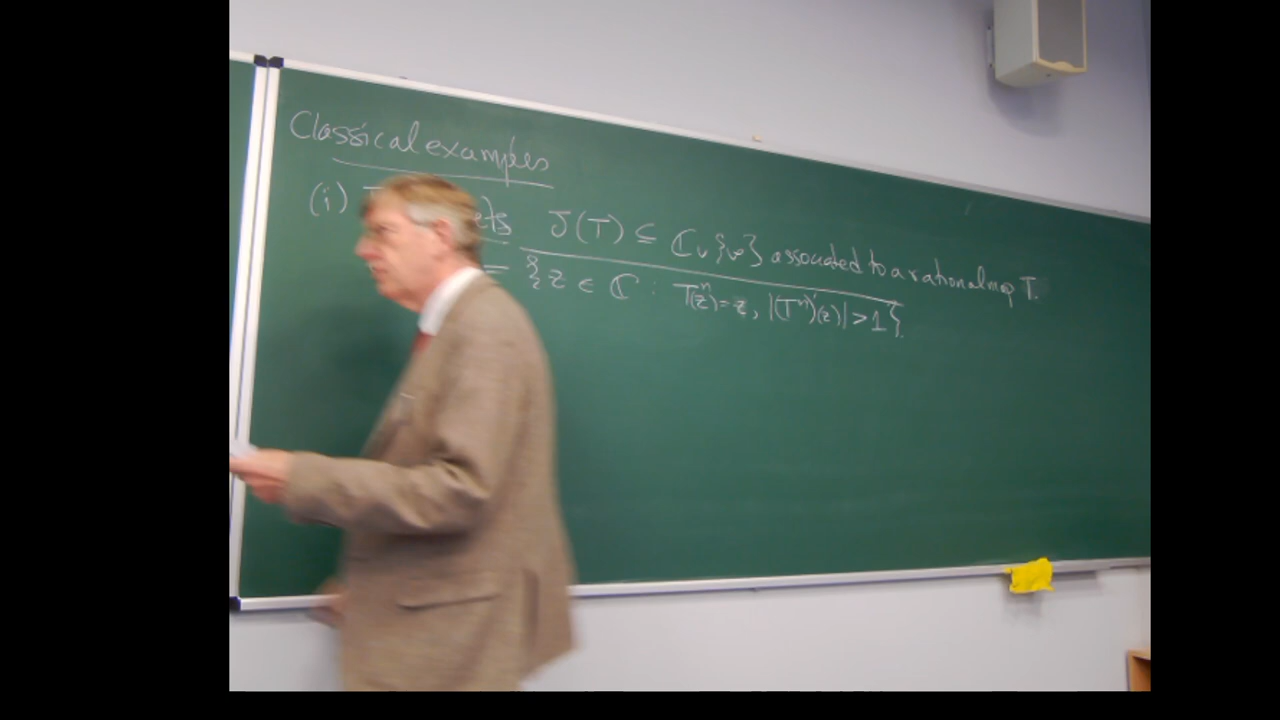 Classical examples
(i) J(T) ⊆ ℂ∪{∞} associated to a rational map T.
= {z ∈ ℂ : Tⁿ(z)=z, |(Tⁿ)'(z)|>1}.